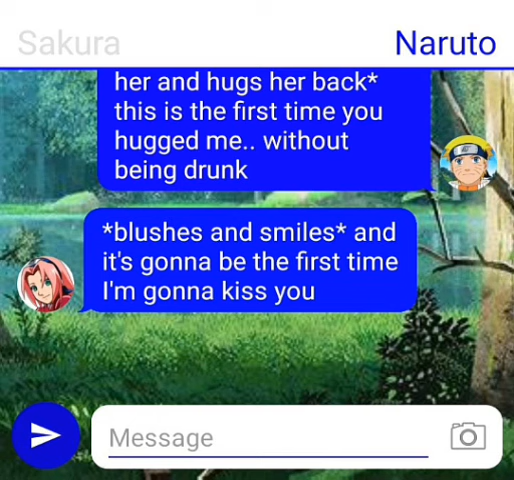 Sakura Naruto
her and hugs her back*
this is the first time you
hugged me.. without
being drunk
*blushes and smiles* and
it's gonna be the first time
I'm gonna kiss you
Message